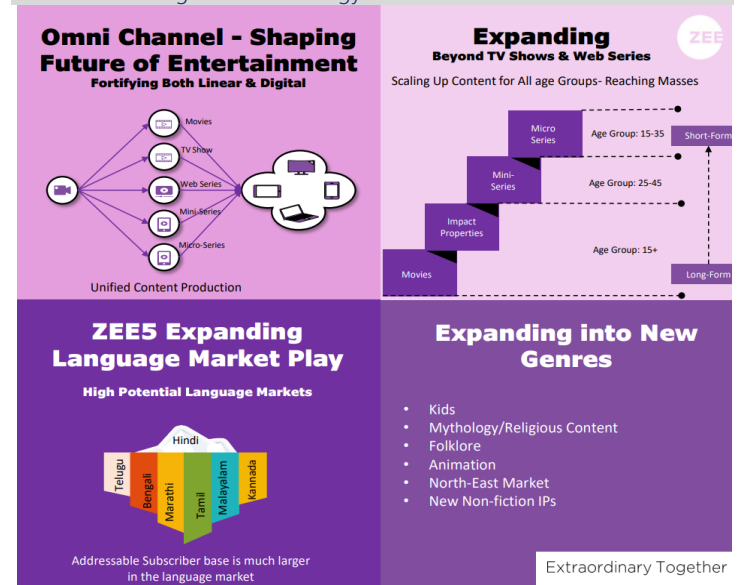 Omni Channel - Shaping
Future of Entertainment
Fortifying Both Linear & Digital
Movies
TV Show
Web Series
Mini-Series
Micro-Series
Unified Content Production
Expanding
Beyond TV Shows & Web Series
ZEE
Scaling Up Content for All age Groups- Reaching Masses
Micro
Series
Age Group: 15-35
Short-Form
Mini-
Series
Age Group: 25-45
Impact
Properties
Age Group: 15+
Movies
Long-Form
ZEE5 Expanding
Language Market Play
High Potential Language Markets
Hindi
Telugu
Bengali
Marathi
Tamil
Malayalam
Kannada
Addressable Subscriber base is much larger
in the language market
Expanding into New
Genres
• Kids
• Mythology/Religious Content
• Folklore
• Animation
• North-East Market
• New Non-fiction IPs
Extraordinary Together